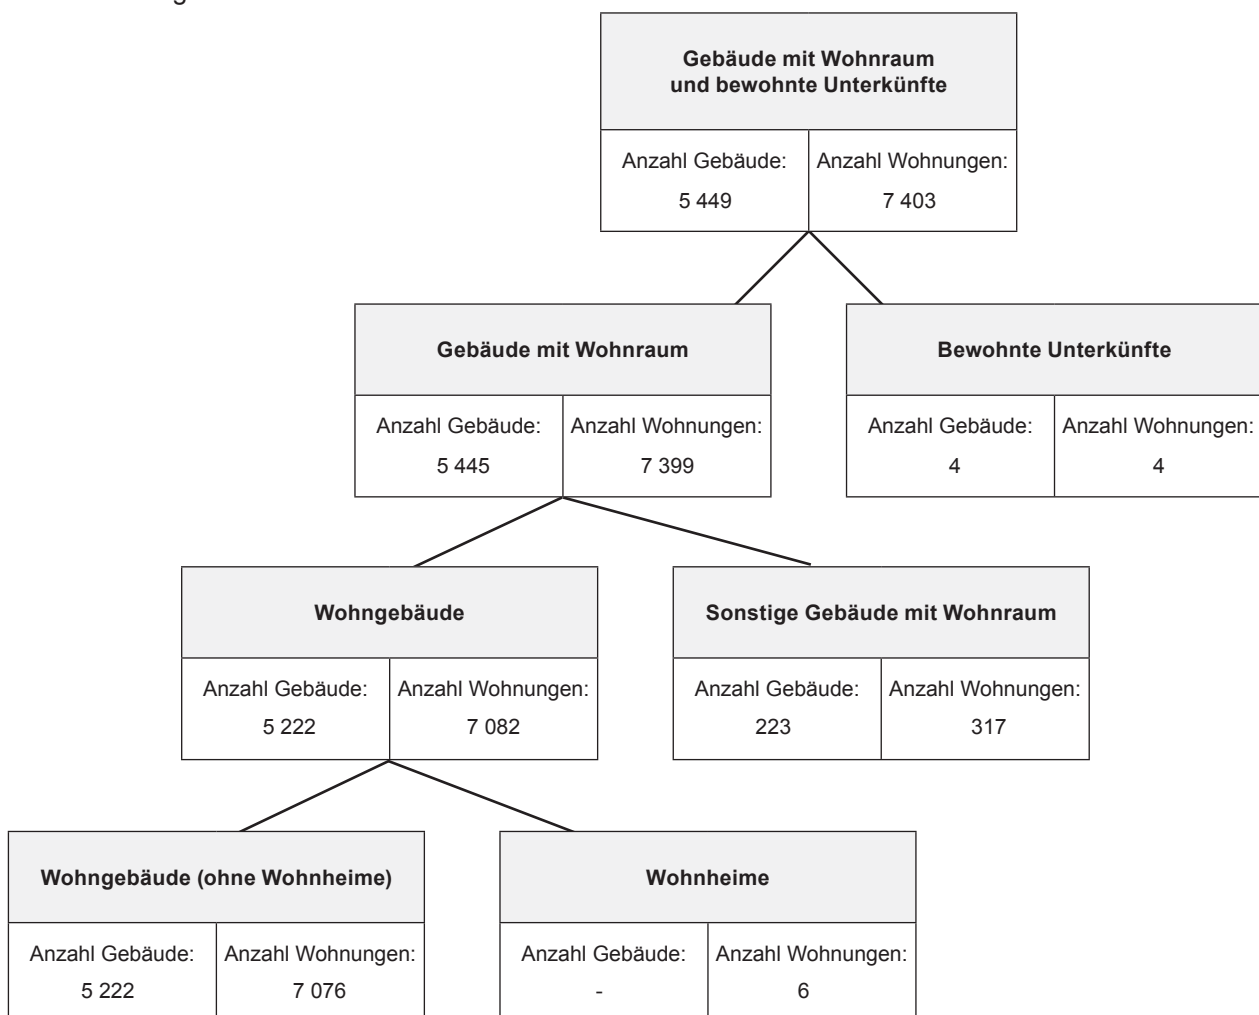 g
Gebäude mit Wohnraum
und bewohnte Unterkünfte
Anzahl Gebäude:
Anzahl Wohnungen:
5 449
7 403
Gebäude mit Wohnraum
Bewohnte Unterkünfte
Anzahl Gebäude:
Anzahl Wohnungen:
Anzahl Gebäude:
Anzahl Wohnungen:
5 445
7 399
4
4
Wohngebäude
Sonstige Gebäude mit Wohnraum
Anzahl Gebäude:
Anzahl Wohnungen:
Anzahl Gebäude:
Anzahl Wohnungen:
5 222
7 082
223
317
Wohngebäude (ohne Wohnheime)
Wohnheime
Anzahl Gebäude:
Anzahl Wohnungen:
Anzahl Gebäude:
Anzahl Wohnungen:
5 222
7 076
-
6